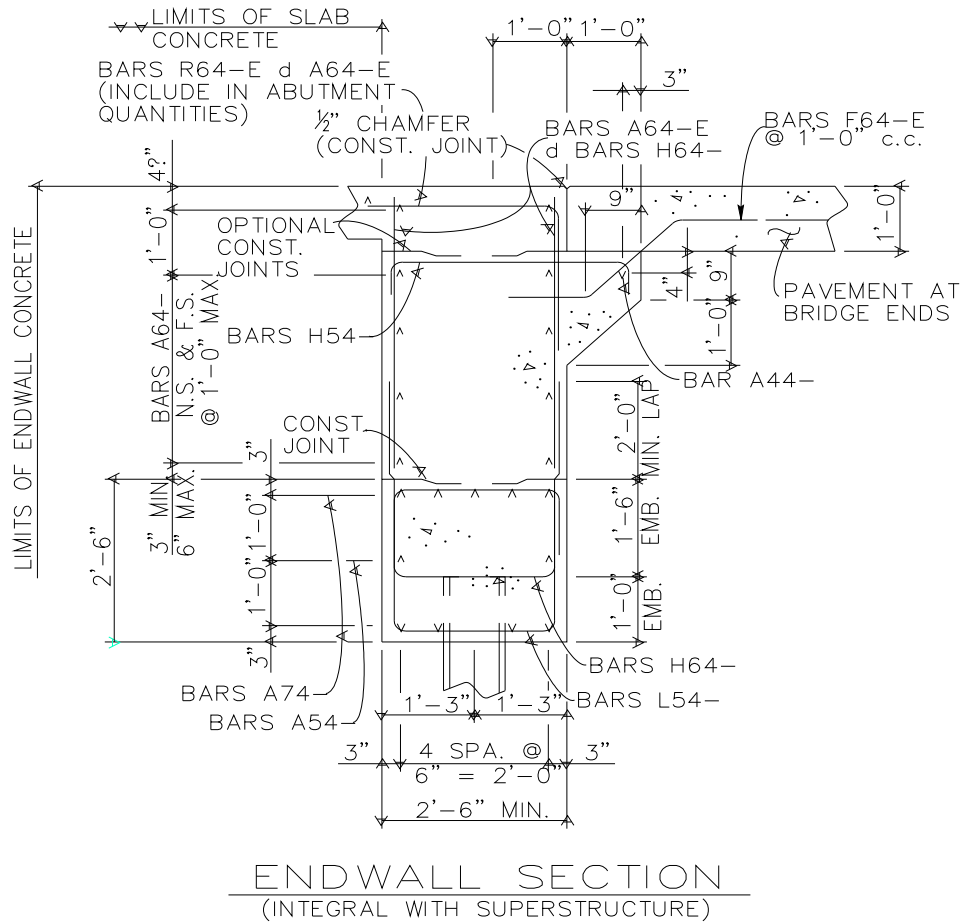 LIMITS OF SLAB
CONCRETE
BARS R64-E d A64-E
(INCLUDE IN ABUTMENT
QUANTITIES)
½" CHAMFER
(CONST. JOINT)
1'-0"
1'-0"
3"
BARS A64-E
d BARS H64-
BARS F64-E
@ 1'-0" c.c.
9"
4?"
1'-0"
OPTIONAL
CONST.
JOINTS
1'-0"
9"
4"
1'-0"
PAVEMENT AT
BRIDGE ENDS
LIMITS OF ENDWALL CONCRETE
BARS A64-
N.S. & F.S.
@ 1'-0" MAX.
BARS H54
BAR A44-
CONST.
JOINT
2'-0"
MIN. LAP
3"
3" MIN.
6" MAX.
2'-6"
1'-0"
1'-0"
3"
1'-6"
EMB.
1'-0"
EMB.
BARS H64-
BARS L54-
BARS A74
BARS A54
1'-3"
1'-3"
3"
4 SPA. @
6" = 2'-0"
3"
2'-6" MIN.
ENDWALL SECTION
(INTEGRAL WITH SUPERSTRUCTURE)